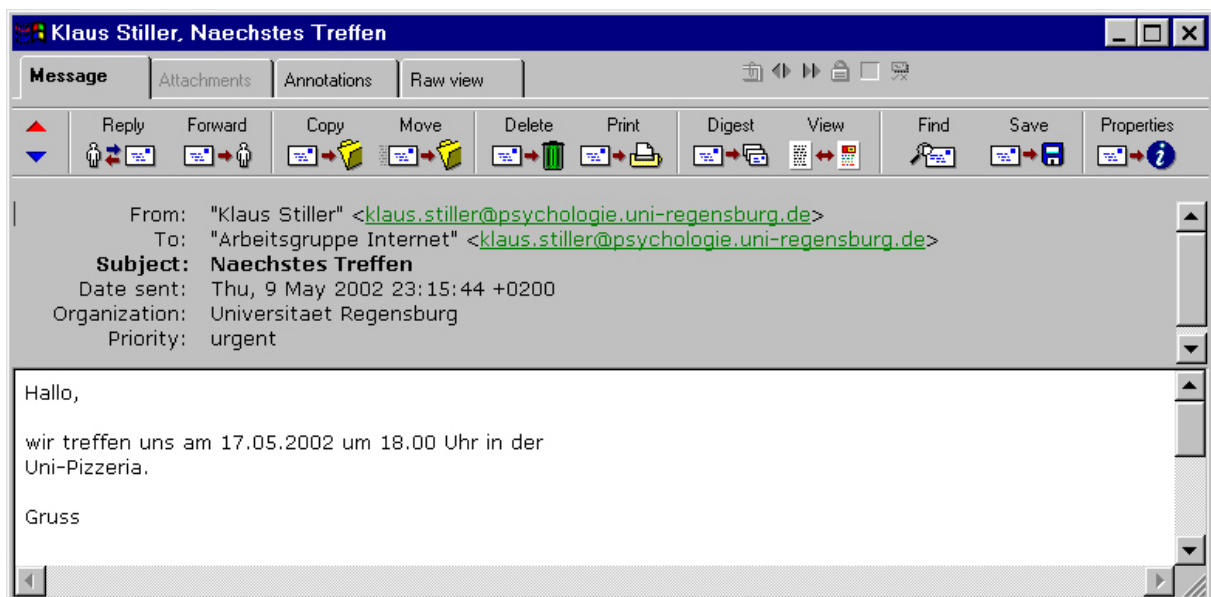 Klaus Stiller, Naechstes Treffen
Message Attachments Annotations Raw view
Reply Forward Copy Move Delete Print Digest View Find Save Properties
From: "Klaus Stiller" <klaus.stiller@psychologie.uni-regensburg.de>
To: "Arbeitsgruppe Internet" <klaus.stiller@psychologie.uni-regensburg.de>
Subject: Naechstes Treffen
Date sent: Thu, 9 May 2002 23:15:44 +0200
Organization: Universitaet Regensburg
Priority: urgent
Hallo,
wir treffen uns am 17.05.2002 um 18.00 Uhr in der
Uni-Pizzeria.
Gruss